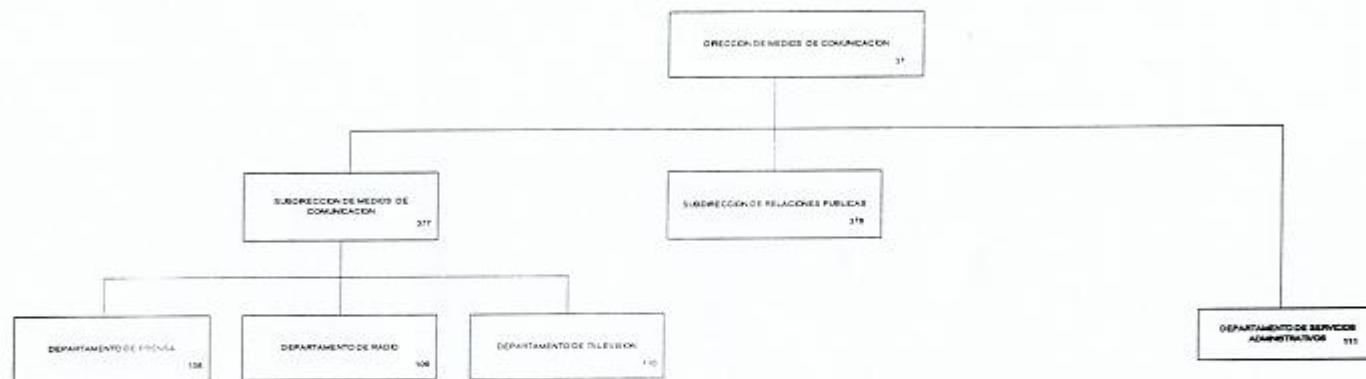 DIRECCION DE MEDIOS DE COMUNICACION
SUBDIRECCION DE MEDIOS DE
COMUNICACION
377
SUBDIRECCION DE RELACIONES PUBLICAS
DEPARTAMENTO DE PRENSA
DEPARTAMENTO DE RADIO
DEPARTAMENTO DE TELEVISION
DEPARTAMENTO DE SERVICIOS
ADMINISTRATIVOS